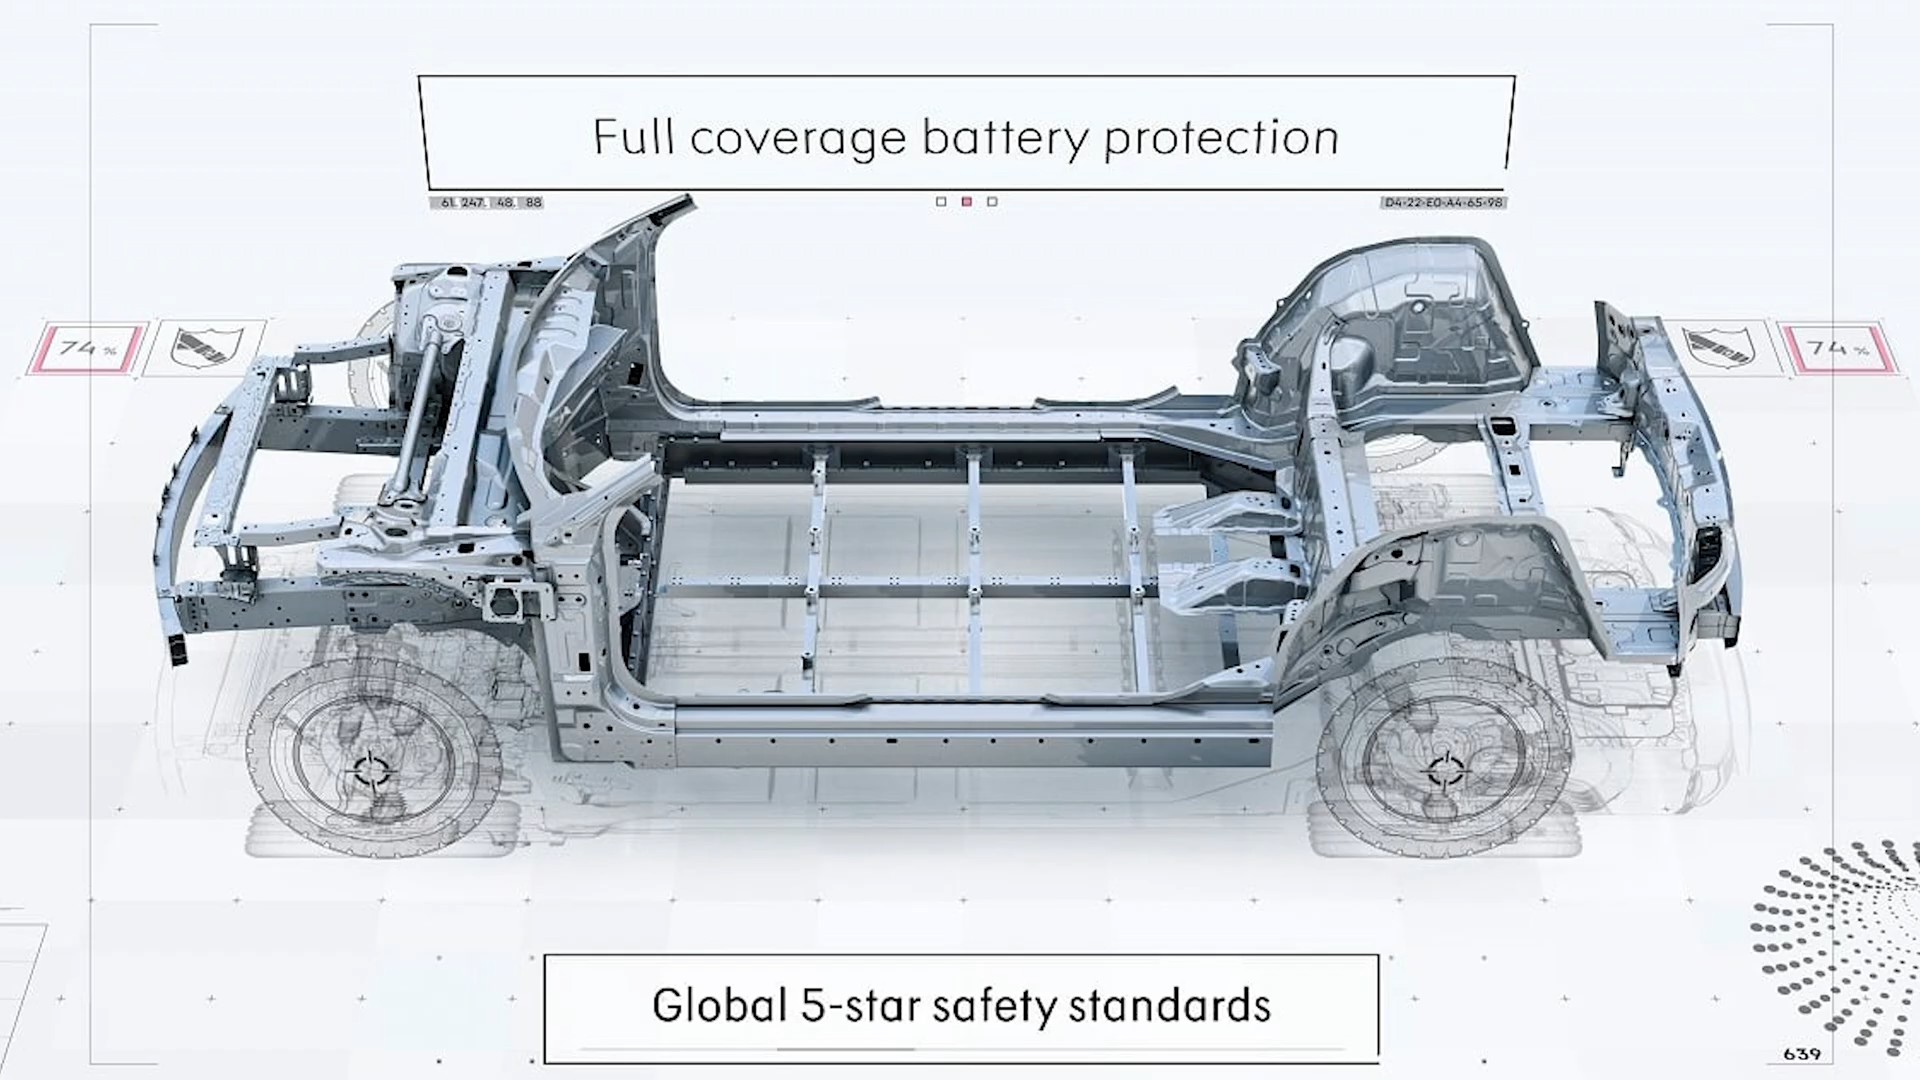 Full coverage battery protection
61. 247. 48. 88
D4-22-E0-A4-65-98
74 %
74 %
Global 5-star safety standards
639